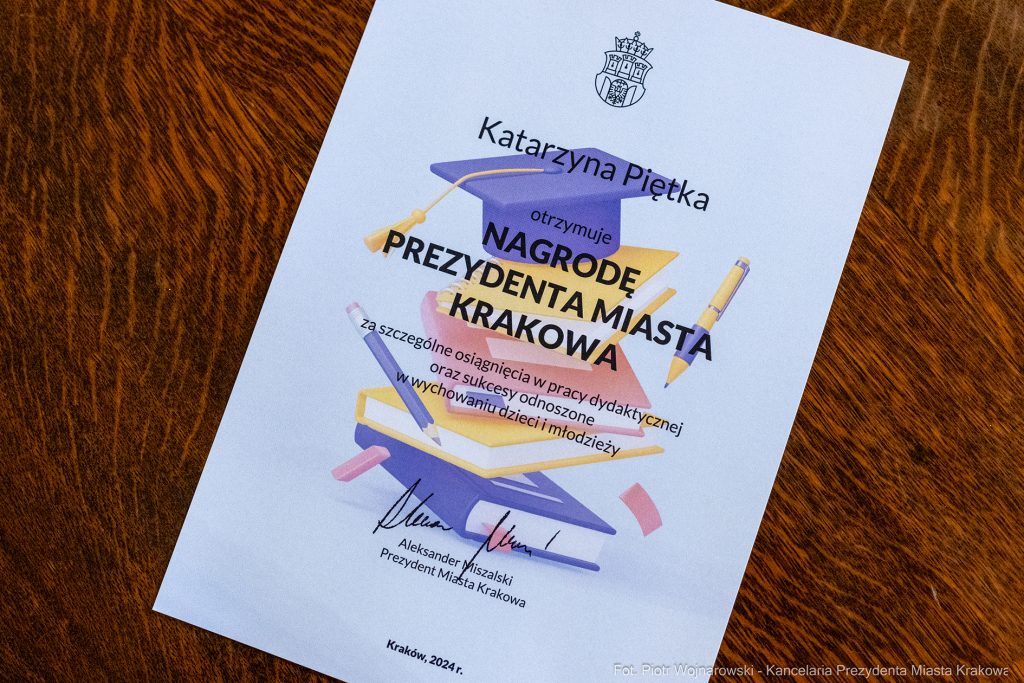 Katarzyna Piętka
otrzymuje
NAGRODĘ
PREZYDENTA MIASTA
KRAKOWA
za szczególne osiągnięcia w pracy dydaktycznej
oraz sukcesy odnoszone
w wychowaniu dzieci i młodzieży
Aleksander Miszalski
Prezydent Miasta Krakowa
Kraków, 2024 r.
Fot. Piotr Wojnarowski - Kancelaria Prezydenta Miasta Krakowa